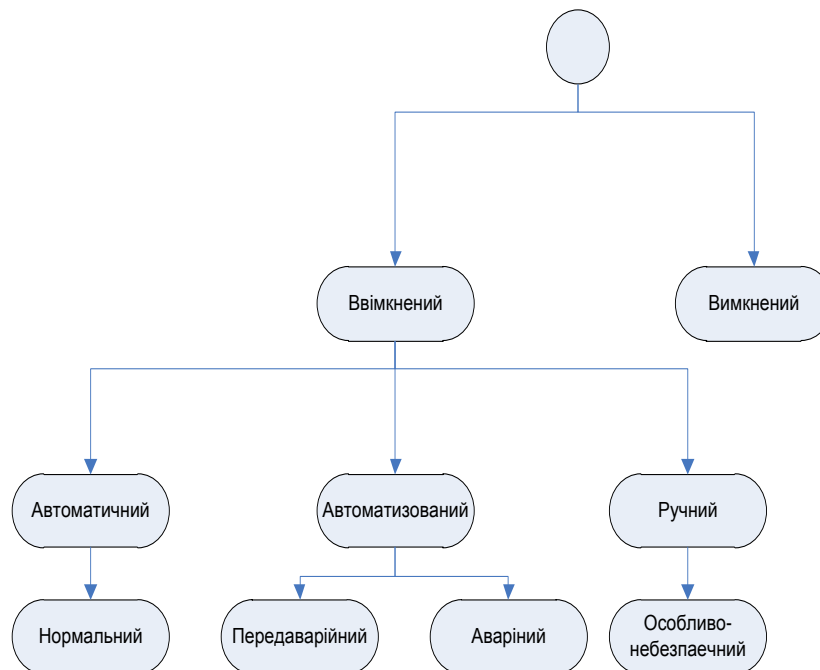 Ввімкнений
Вимкнений
Автоматичний
Автоматизований
Ручний
Нормальний
Передаварійний
Аваріний
Особливо-
небезпаечний